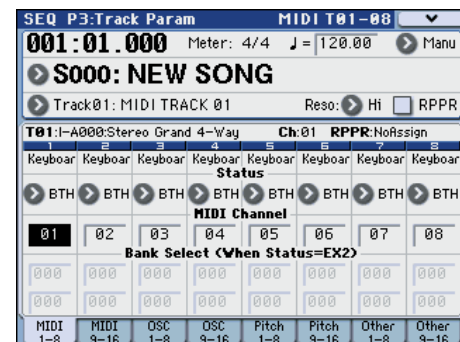 SEQ P3:Track Param MIDI T01-08
001:01.000 Meter: 4/4 ♩= 120.00 Manu
S000: NEW SONG
Track01: MIDI TRACK 01 Reso: Hi RPPR
T01:I-A000:Stereo Grand 4-Way Ch:01 RPPR:NoAssign
1 2 3 4 5 6 7 8
Keyboar Keyboar Keyboar Keyboar Keyboar Keyboar Keyboar Keyboar
Status
BTH BTH BTH BTH BTH BTH BTH BTH
MIDI Channel
01 02 03 04 05 06 07 08
Bank Select (When Status=EX2)
000 000 000 000 000 000 000 000
000 000 000 000 000 000 000 000
MIDI MIDI OSC OSC Pitch Pitch Other Other
1-8 9-16 1-8 9-16 1-8 9-16 1-8 9-16